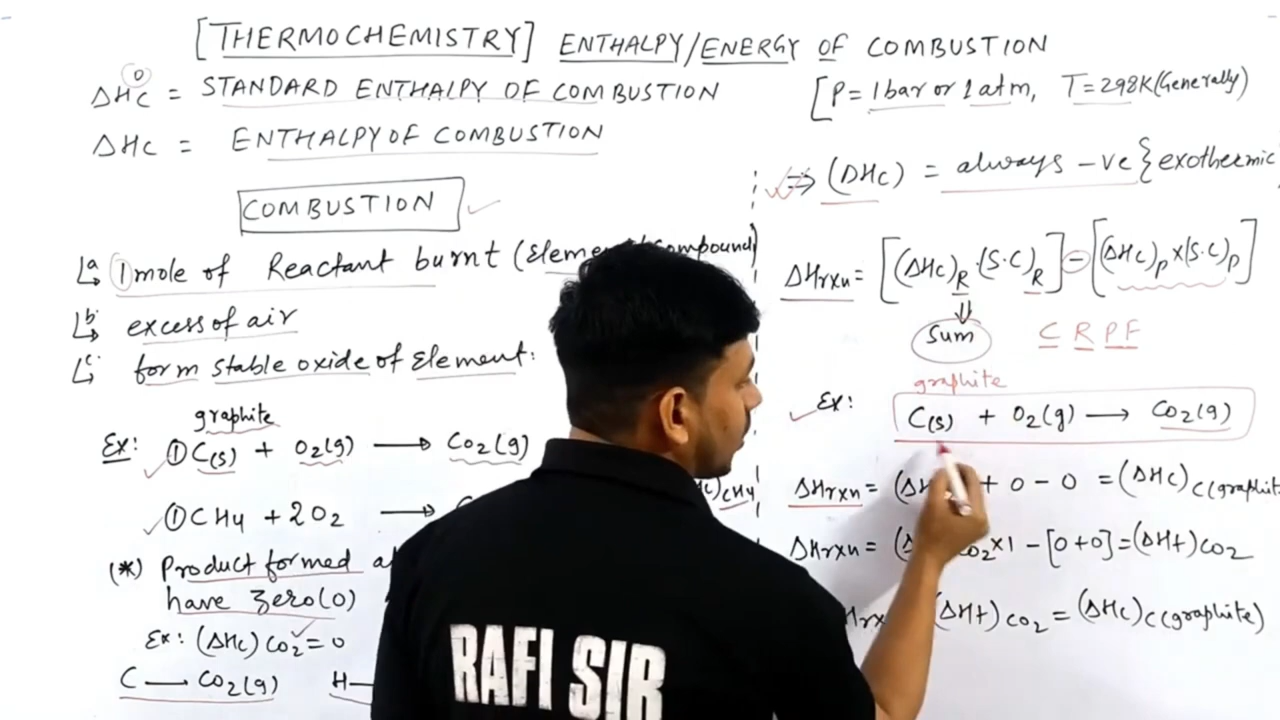 [THERMOCHEMISTRY] ENTHALPY/ENERGY OF COMBUSTION
ΔHc⁰ = STANDARD ENTHALPY OF COMBUSTION [P=1bar or 1atm, T=298K(Generally)
ΔHc = ENTHALPY OF COMBUSTION
COMBUSTION
a 1 mole of Reactant burnt (Element/Compound)
b. excess of air
c. form stable oxide of Element:
graphite
Ex: ① C(s) + O2(g) → CO2(g)
① CH4 + 2O2 →
CH4
(*) Product formed
have zero(0)
Ex: (ΔHc)CO2 = 0
C — CO2(g) H—
⇒ (ΔHc) = always -ve } exothermic
ΔHrxn = [(ΔHc)R·(S·C)R] - [(ΔHc)P×(S·C)P]
⇓
Sum C R P F
graphite
Ex: C(s) + O2(g) → CO2(g)
ΔHrxn = + 0 - 0 = (ΔHc)C(graphite
ΔHrxn = CO2×1 - [0+0] = (ΔHf)CO2
(ΔHf)CO2 = (ΔHc)C(graphite)
RAFI SIR